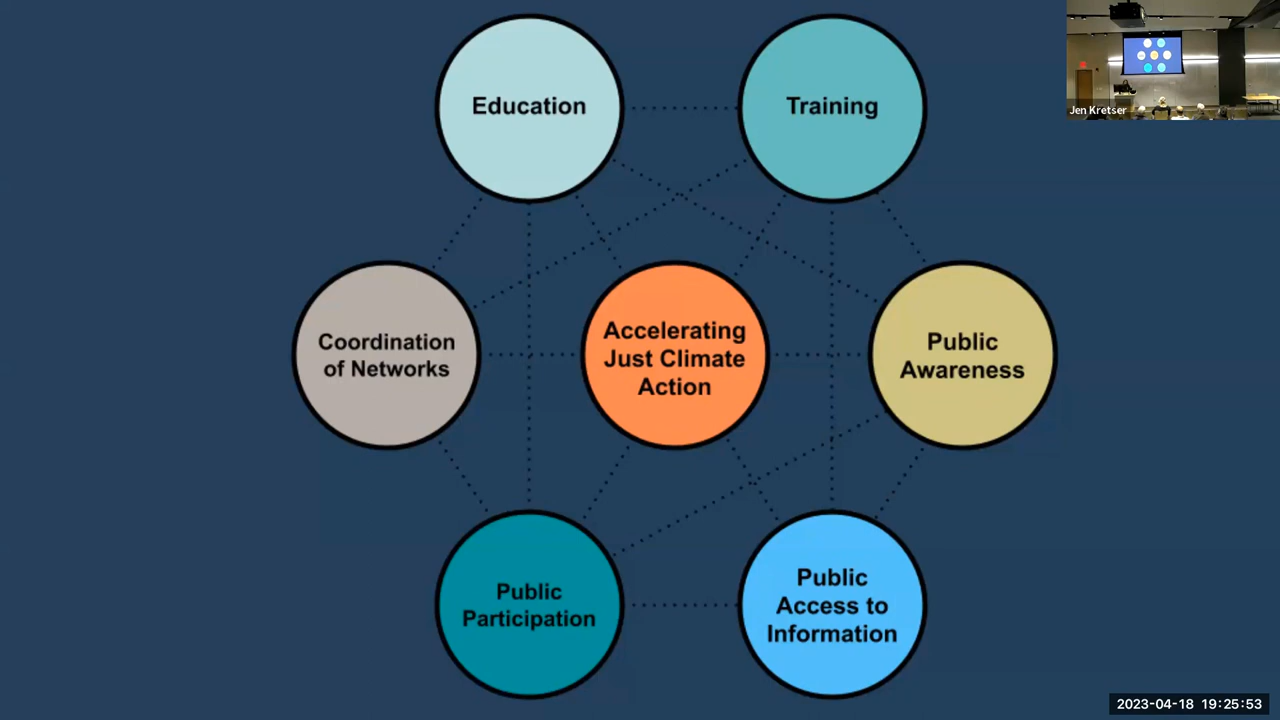 Education
Training
Jen Kretser
Coordination
of Networks
Accelerating
Just Climate
Action
Public
Awareness
Public
Participation
Public
Access to
Information
2023-04-18 19:25:53